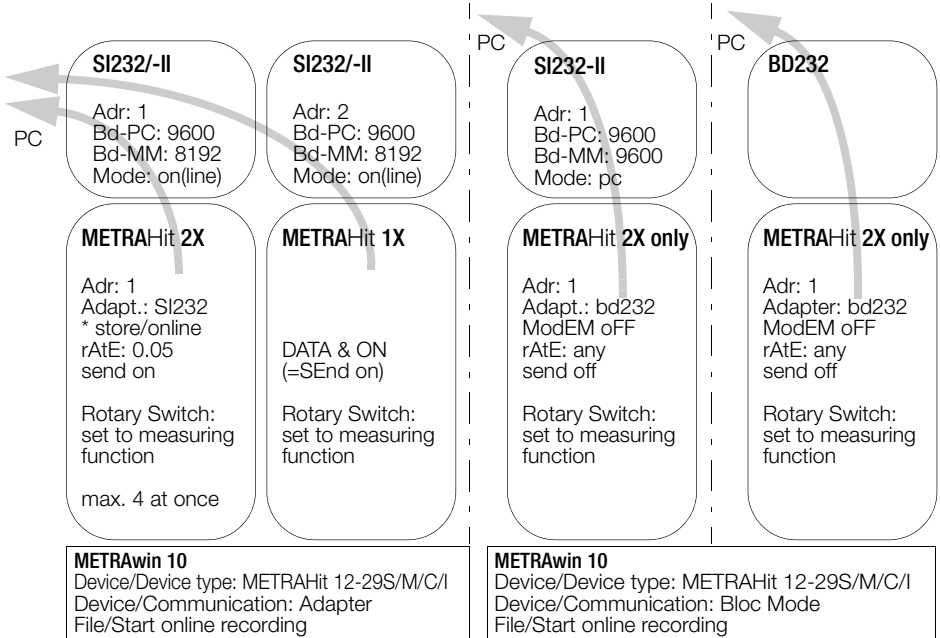 PC
SI232/-II
Adr: 1
Bd-PC: 9600
Bd-MM: 8192
Mode: on(line)
SI232/-II
Adr: 2
Bd-PC: 9600
Bd-MM: 8192
Mode: on(line)
PC
SI232-II
Adr: 1
Bd-PC: 9600
Bd-MM: 9600
Mode: pc
PC
BD232
METRAHit 2X
Adr: 1
Adapt.: SI232
* store/online
rAtE: 0.05
send on
Rotary Switch:
set to measuring
function
max. 4 at once
METRAHit 1X
DATA & ON
(=SEnd on)
Rotary Switch:
set to measuring
function
METRAHit 2X only
Adr: 1
Adapt.: bd232
ModEM oFF
rAtE: any
send off
Rotary Switch:
set to measuring
function
METRAHit 2X only
Adr: 1
Adapter: bd232
ModEM oFF
rAtE: any
send off
Rotary Switch:
set to measuring
function
METRAwin 10
Device/Device type: METRAHit 12-29S/M/C/I
Device/Communication: Adapter
File/Start online recording
METRAwin 10
Device/Device type: METRAHit 12-29S/M/C/I
Device/Communication: Bloc Mode
File/Start online recording